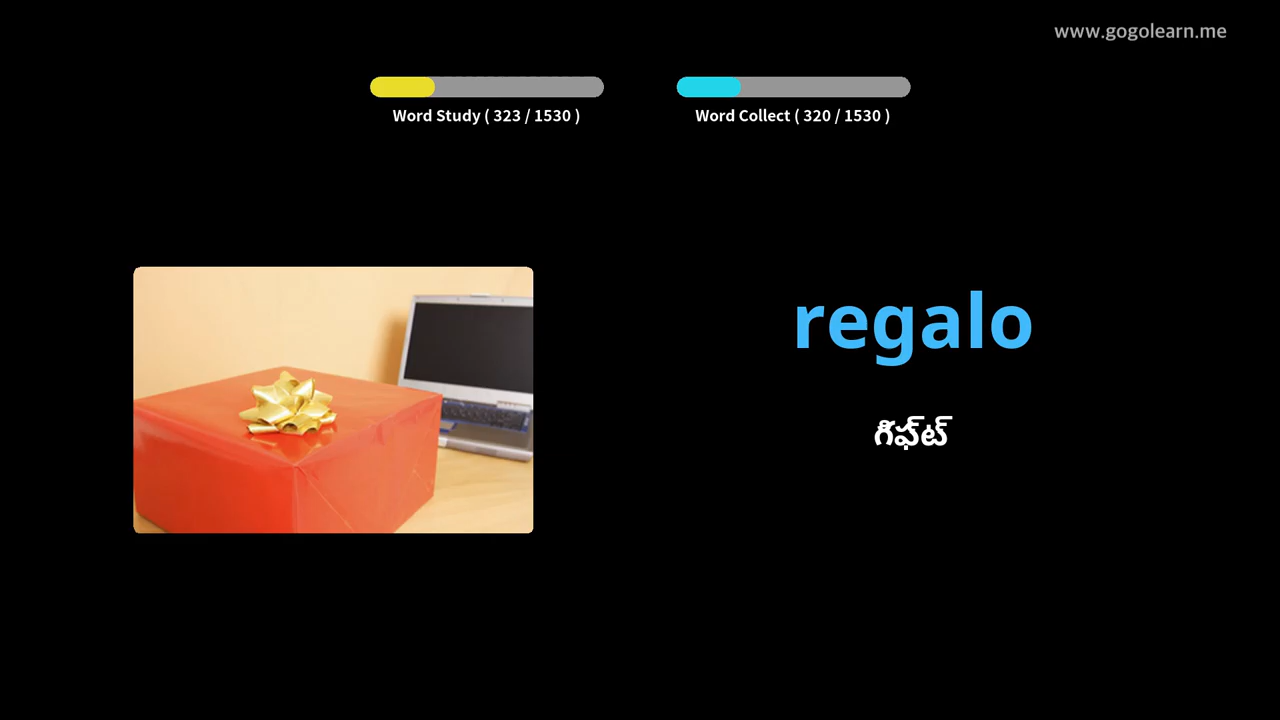 www.gogolearn.me
Word Study ( 323 / 1530 )
Word Collect ( 320 / 1530 )
regalo
గిఫ్ట్